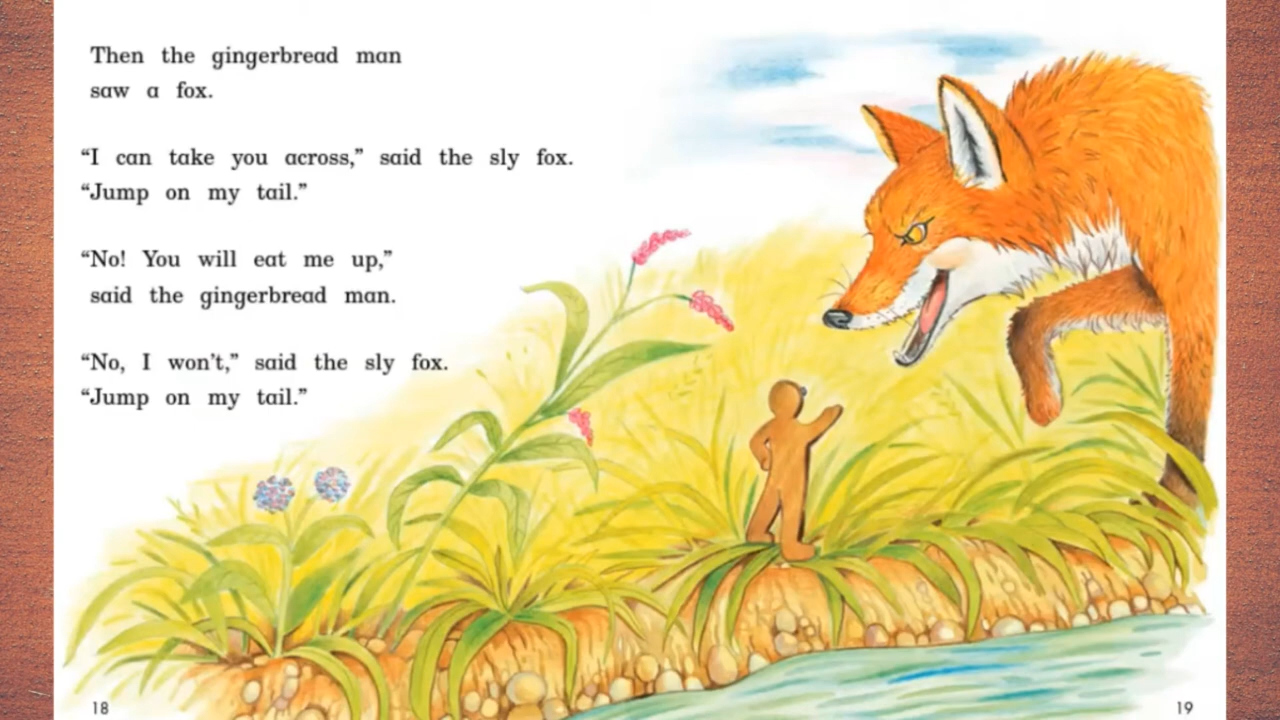 Then the gingerbread man
saw a fox.
“I can take you across,” said the sly fox.
“Jump on my tail.”
“No! You will eat me up,”
said the gingerbread man.
“No, I won’t,” said the sly fox.
“Jump on my tail.”
18
19